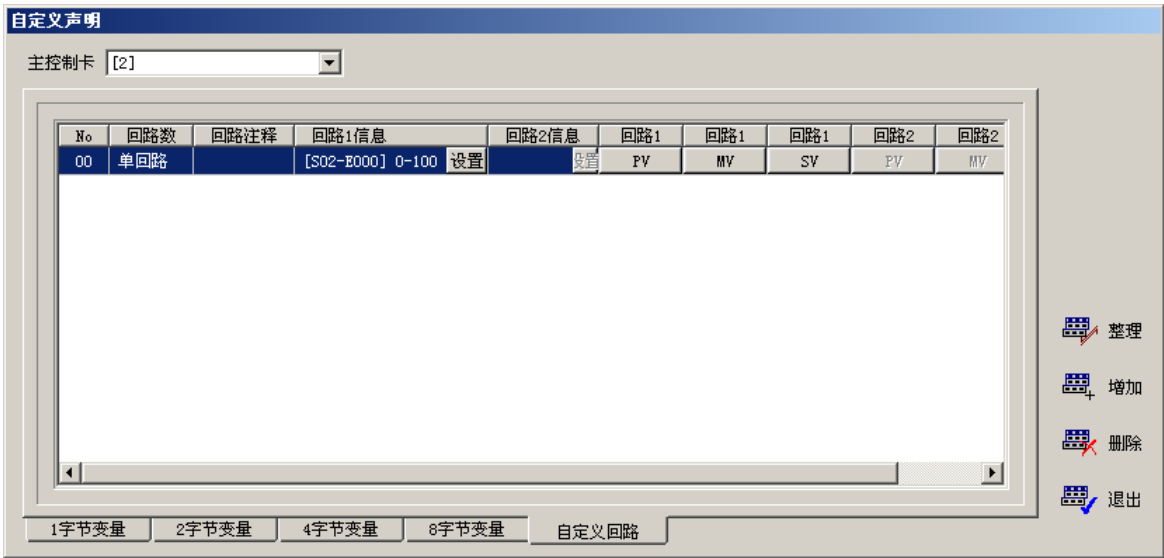 自定义声明
主控制卡 [2]
No 回路数 回路注释 回路1信息 回路2信息 回路1 回路1 回路1 回路2 回路2
00 单回路 [S02-E000] 0-100 设置 设置 PV MV SV PV MV
整理
增加
删除
退出
1字节变量 2字节变量 4字节变量 8字节变量 自定义回路